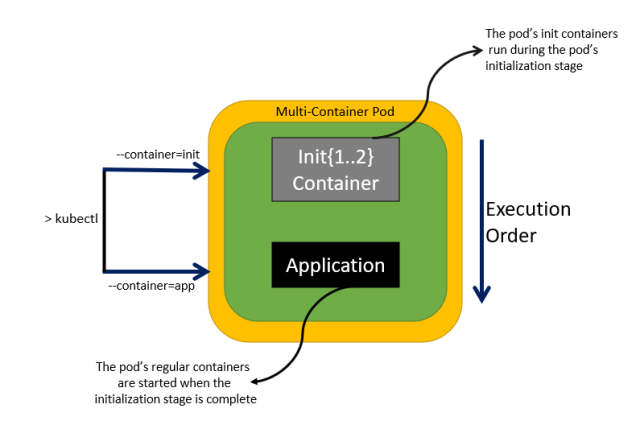 The pod's init containers
run during the pod's
initialization stage
Multi-Container Pod
--container=init
Init{1..2}
Container
> kubectl
Execution
Order
Application
--container=app
The pod's regular containers
are started when the
initialization stage is complete